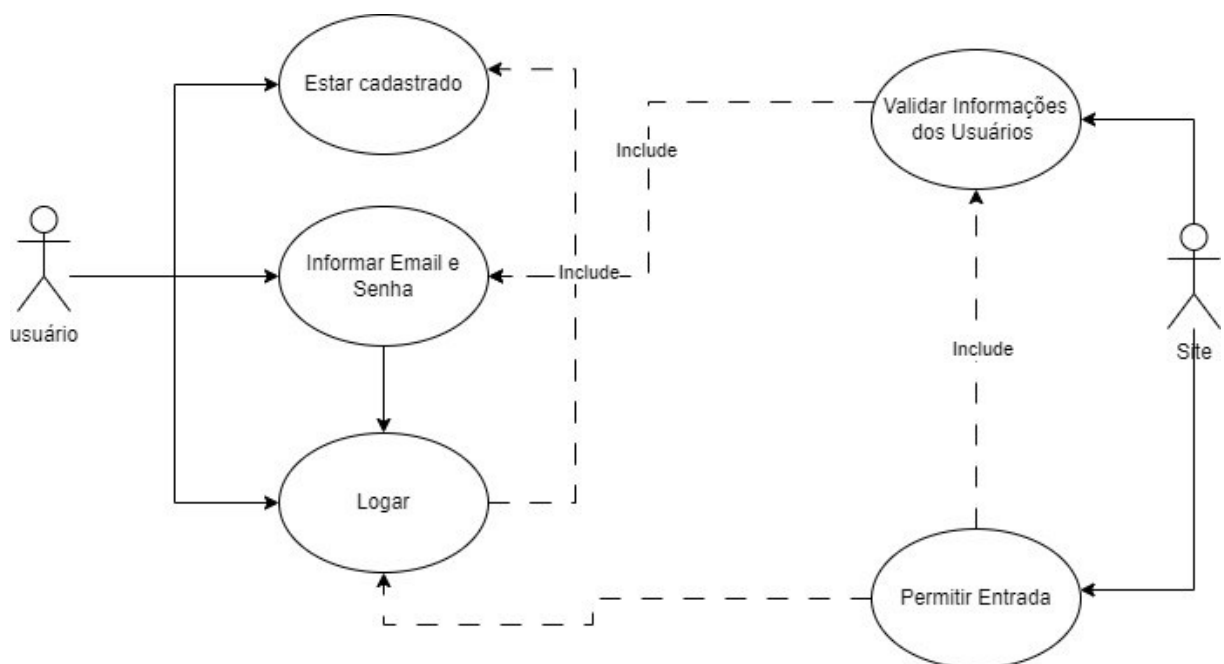 Estar cadastrado
Validar Informações
dos Usuários
Include
Informar Email e
Senha
Include
usuário
Include
Site
Logar
Permitir Entrada